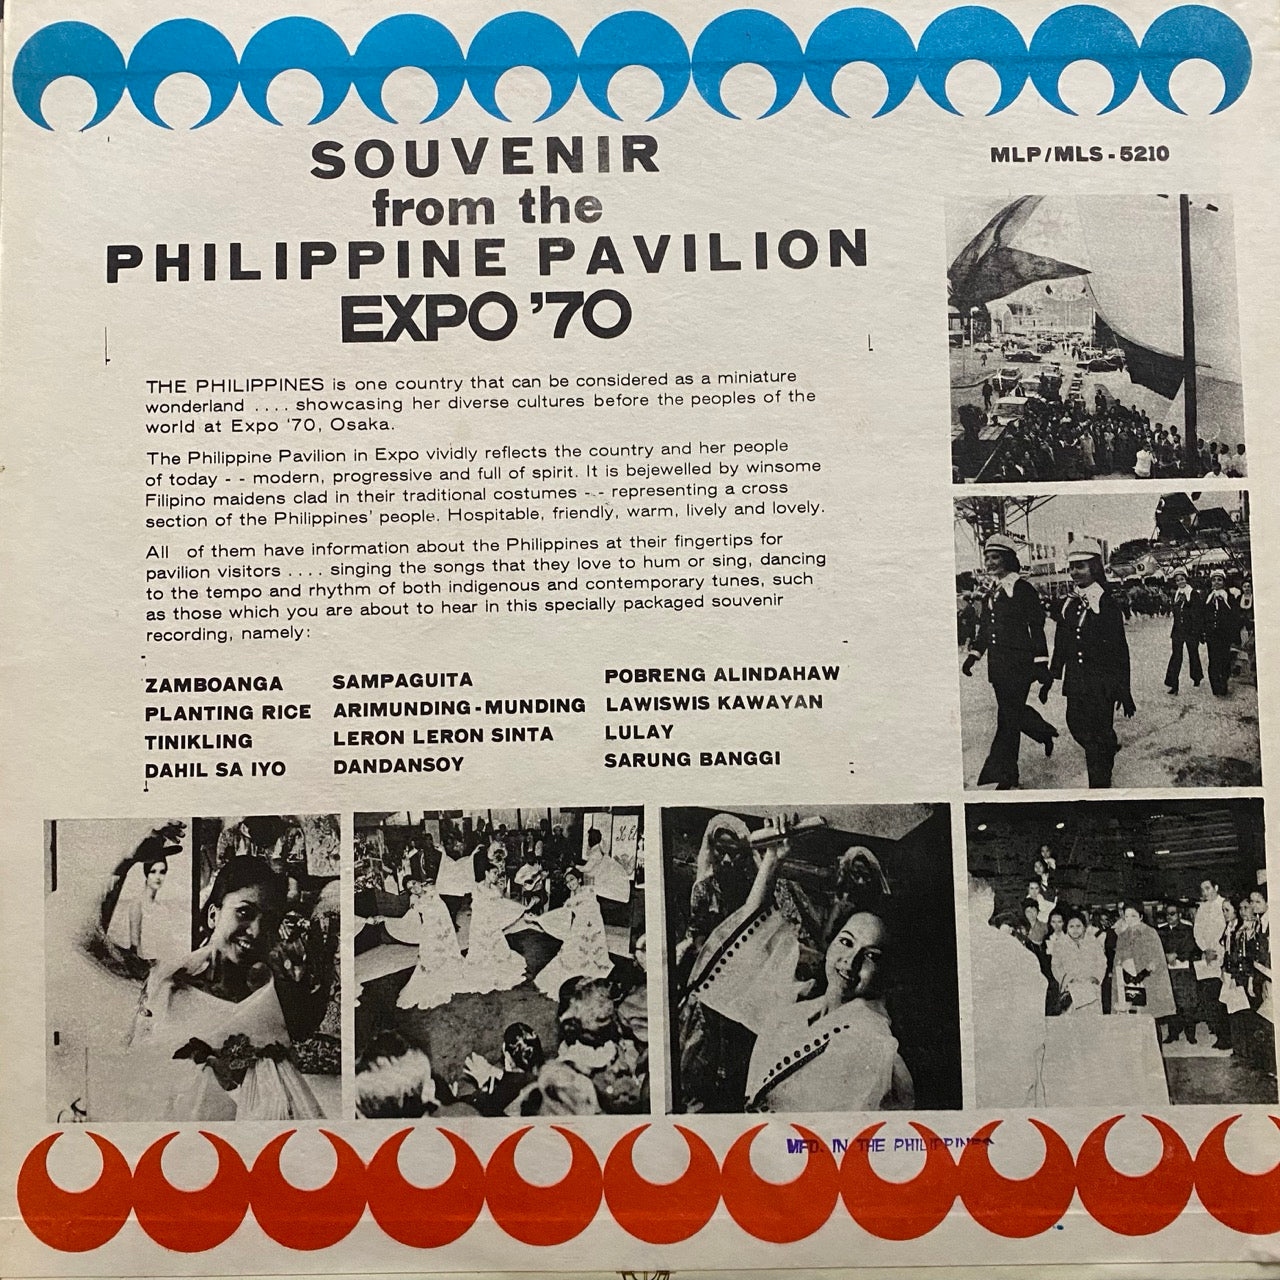 SOUVENIR
from the
PHILIPPINE PAVILION
EXPO '70
MLP/MLS - 5210
THE PHILIPPINES is one country that can be considered as a miniature
wonderland .... showcasing her diverse cultures before the peoples of the
world at Expo '70, Osaka.
The Philippine Pavilion in Expo vividly reflects the country and her people
of today - - modern, progressive and full of spirit. It is bejewelled by winsome
Filipino maidens clad in their traditional costumes - - representing a cross
section of the Philippines' people. Hospitable, friendly, warm, lively and lovely.
All of them have information about the Philippines at their fingertips for
pavilion visitors .... singing the songs that they love to hum or sing, dancing
to the tempo and rhythm of both indigenous and contemporary tunes, such
as those which you are about to hear in this specially packaged souvenir
recording, namely:
ZAMBOANGA
PLANTING RICE
TINIKLING
DAHIL SA IYO
SAMPAGUITA
ARIMUNDING-MUNDING
LERON LERON SINTA
DANDANSOY
POBRENG ALINDAHAW
LAWISWIS KAWAYAN
LULAY
SARUNG BANGGI
MFD. IN THE PHILIPPINES